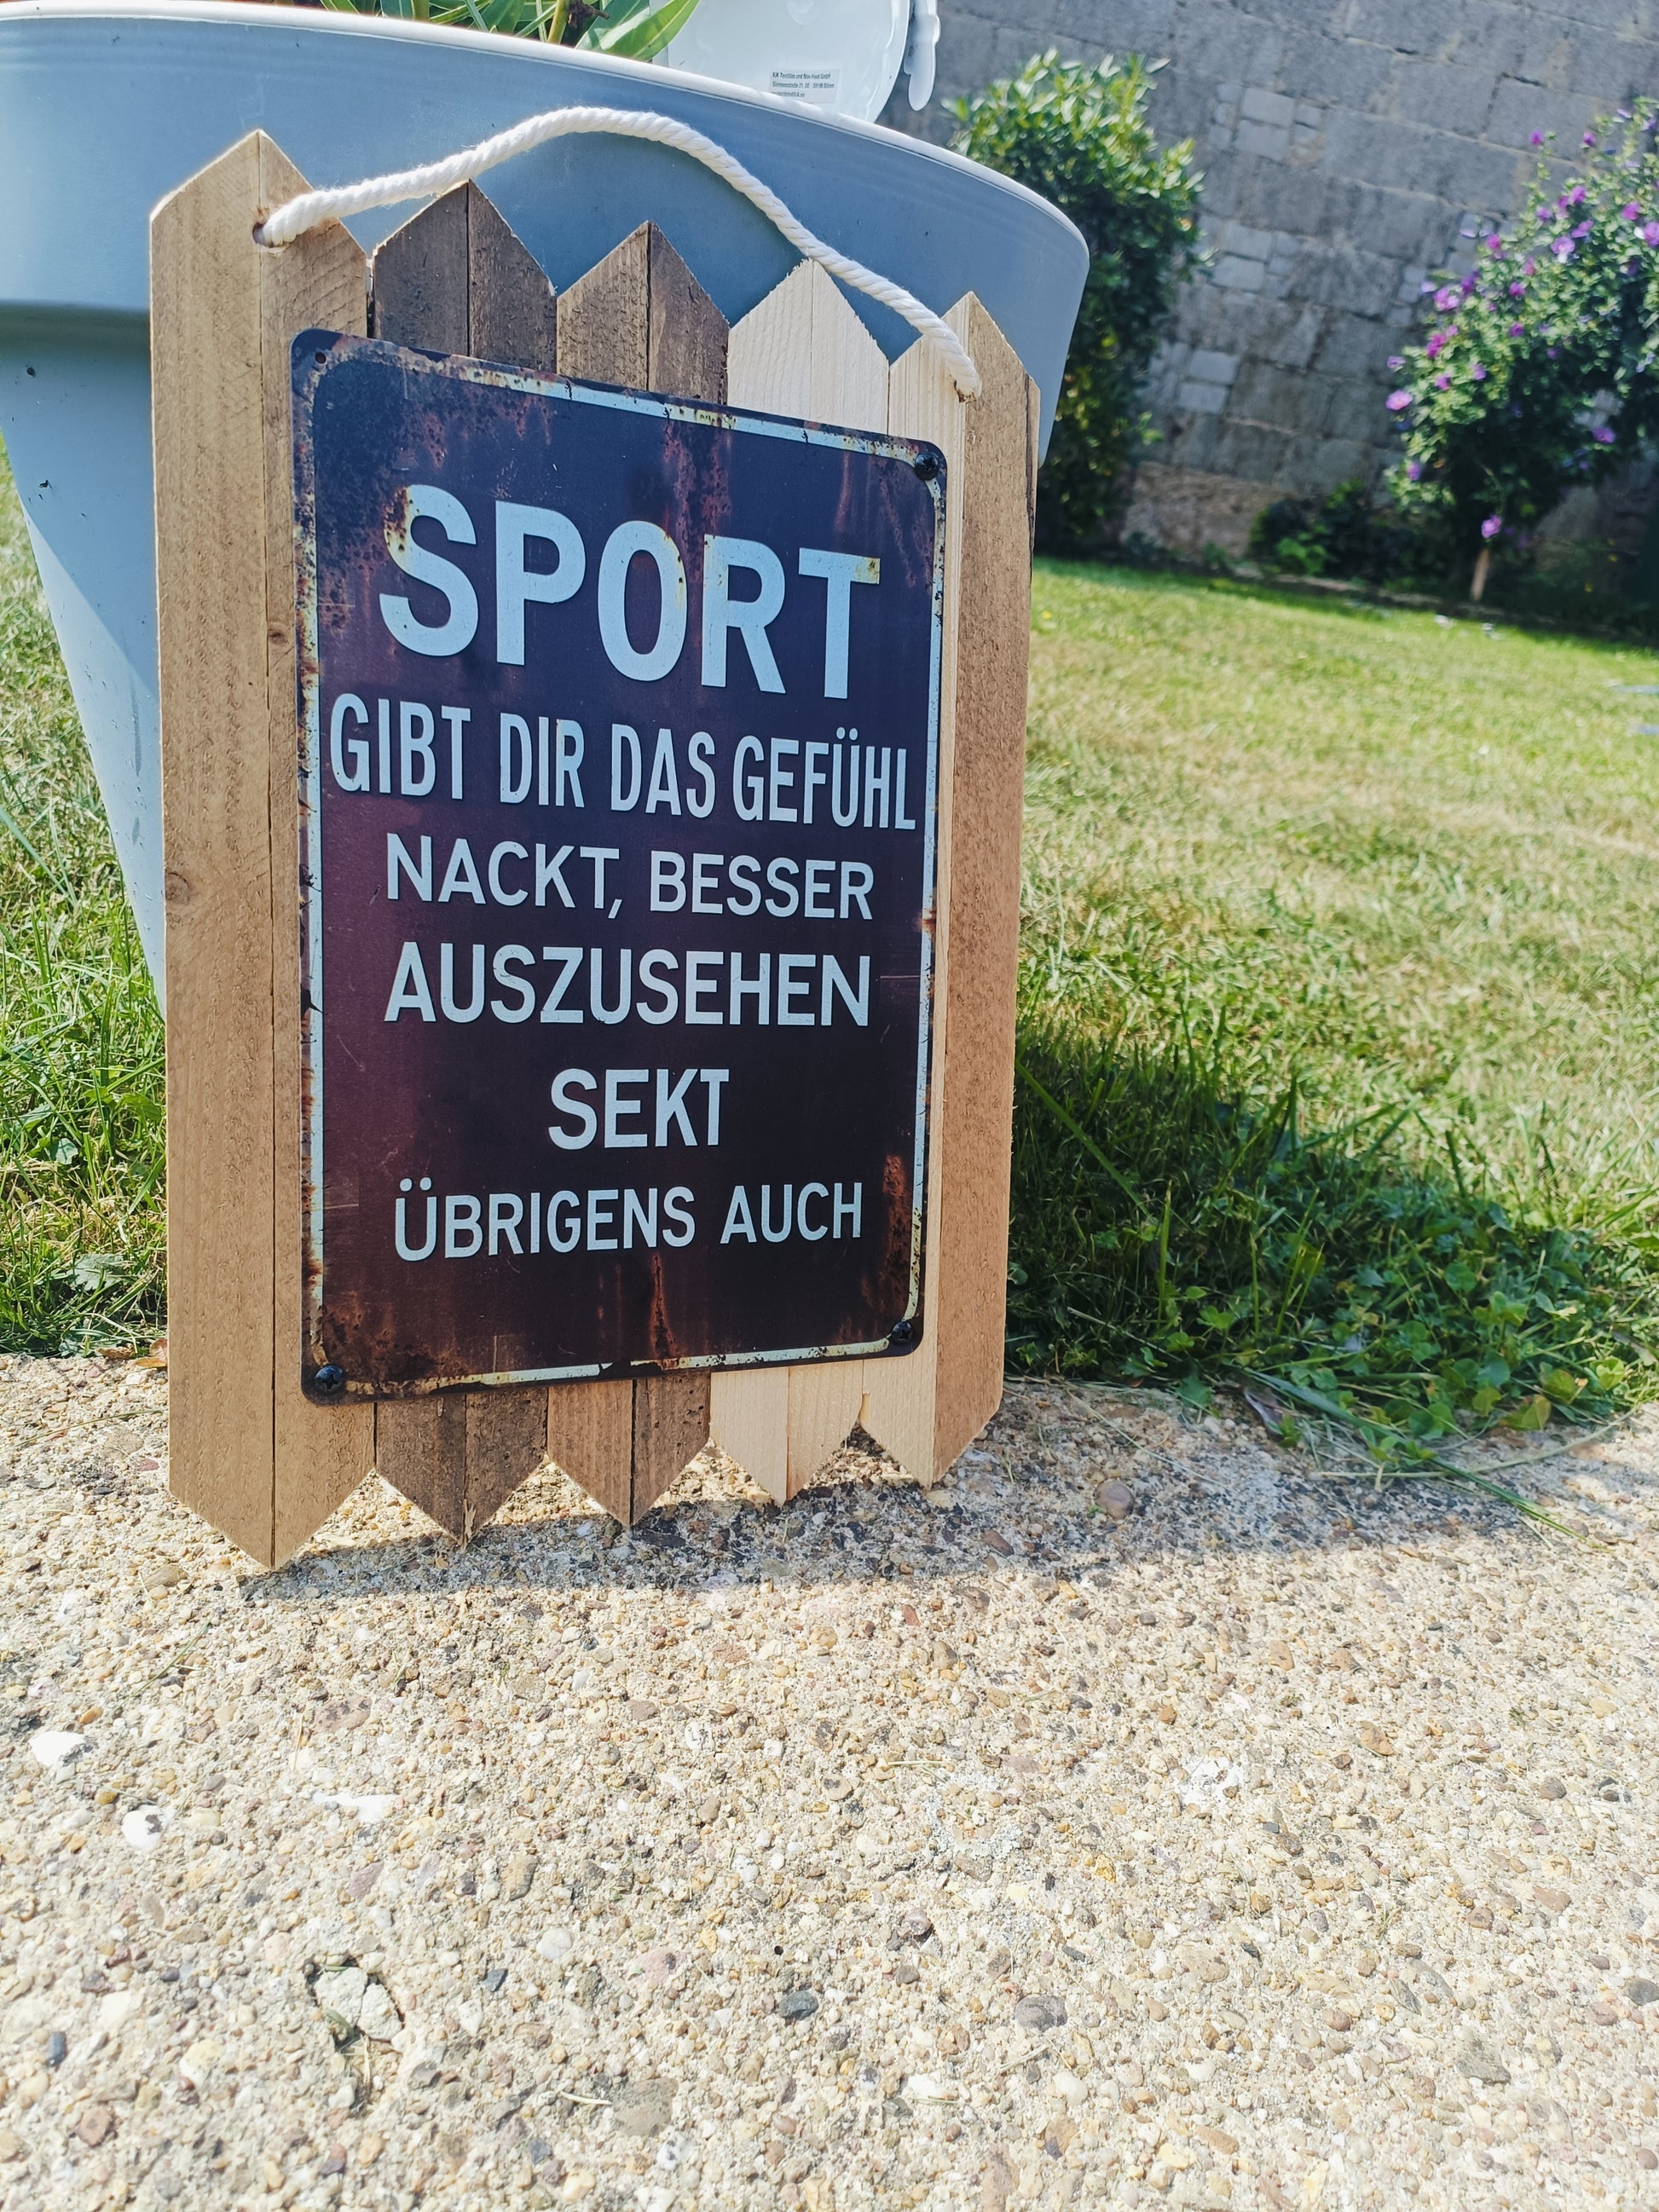 SPORT
GIBT DIR DAS GEFÜHL
NACKT, BESSER
AUSZUSEHEN
SEKT
ÜBRIGENS AUCH